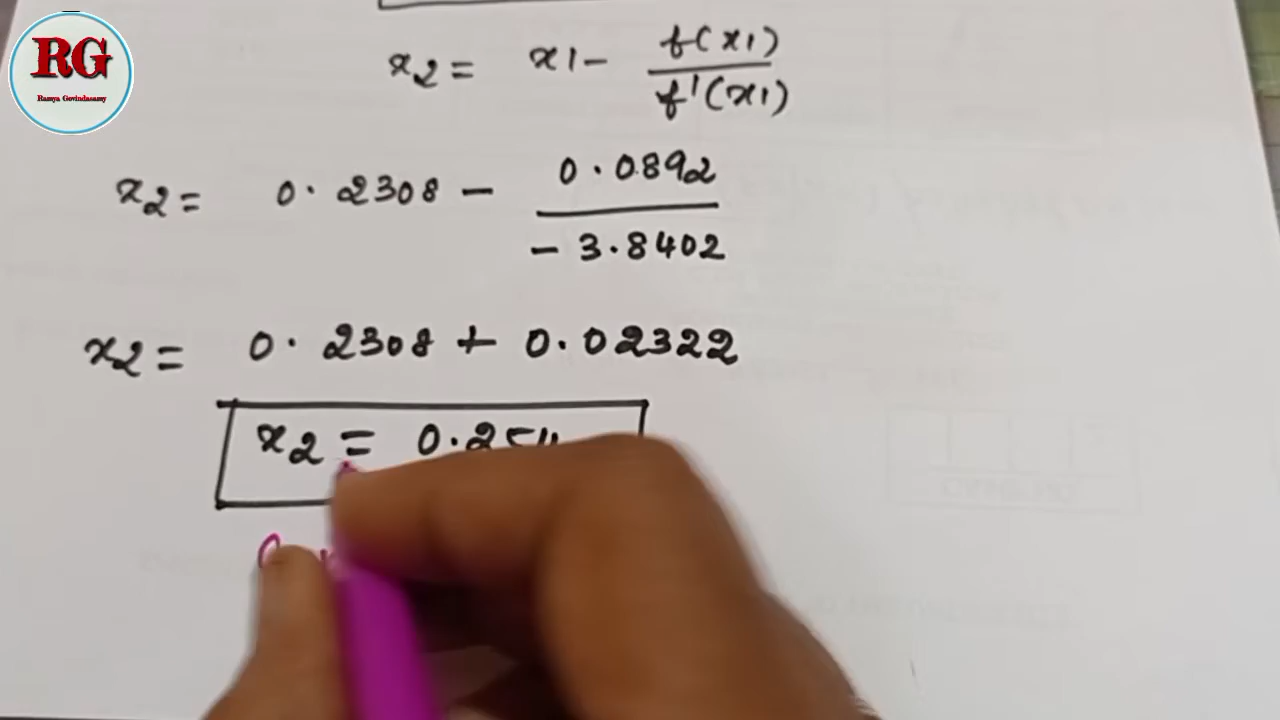 RG
Ramya Govindasamy
x2 = x1 - f(x1) / f'(x1)
x2 = 0.2308 - 0.0892 / - 3.8402
x2 = 0.2308 + 0.02322
x2 = 0.254